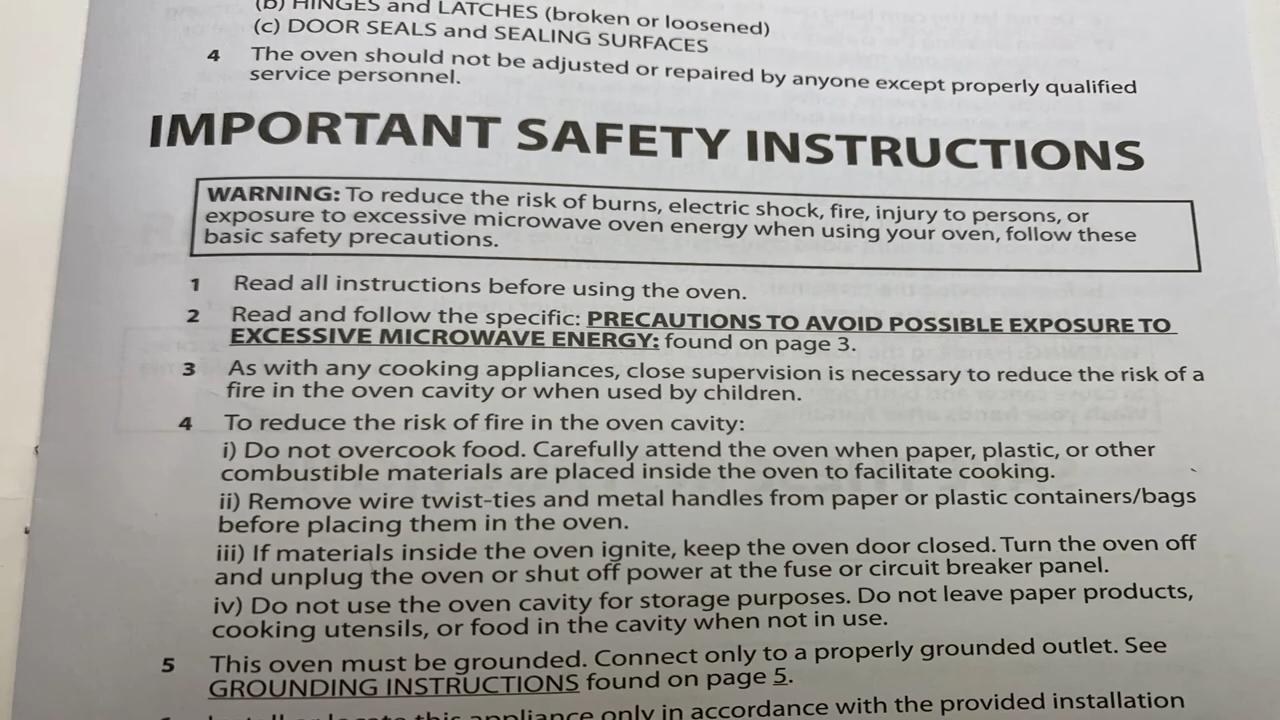 (b) HINGES and LATCHES (broken or loosened)
(c) DOOR SEALS and SEALING SURFACES
4 The oven should not be adjusted or repaired by anyone except properly qualified
service personnel.
IMPORTANT SAFETY INSTRUCTIONS
WARNING: To reduce the risk of burns, electric shock, fire, injury to persons, or
exposure to excessive microwave oven energy when using your oven, follow these
basic safety precautions.
1 Read all instructions before using the oven.
2 Read and follow the specific: PRECAUTIONS TO AVOID POSSIBLE EXPOSURE TO
EXCESSIVE MICROWAVE ENERGY: found on page 3.
3 As with any cooking appliances, close supervision is necessary to reduce the risk of a
fire in the oven cavity or when used by children.
4 To reduce the risk of fire in the oven cavity:
i) Do not overcook food. Carefully attend the oven when paper, plastic, or other
combustible materials are placed inside the oven to facilitate cooking.
ii) Remove wire twist-ties and metal handles from paper or plastic containers/bags
before placing them in the oven.
iii) If materials inside the oven ignite, keep the oven door closed. Turn the oven off
and unplug the oven or shut off power at the fuse or circuit breaker panel.
iv) Do not use the oven cavity for storage purposes. Do not leave paper products,
cooking utensils, or food in the cavity when not in use.
5 This oven must be grounded. Connect only to a properly grounded outlet. See
GROUNDING INSTRUCTIONS found on page 5.
this appliance only in accordance with the provided installation